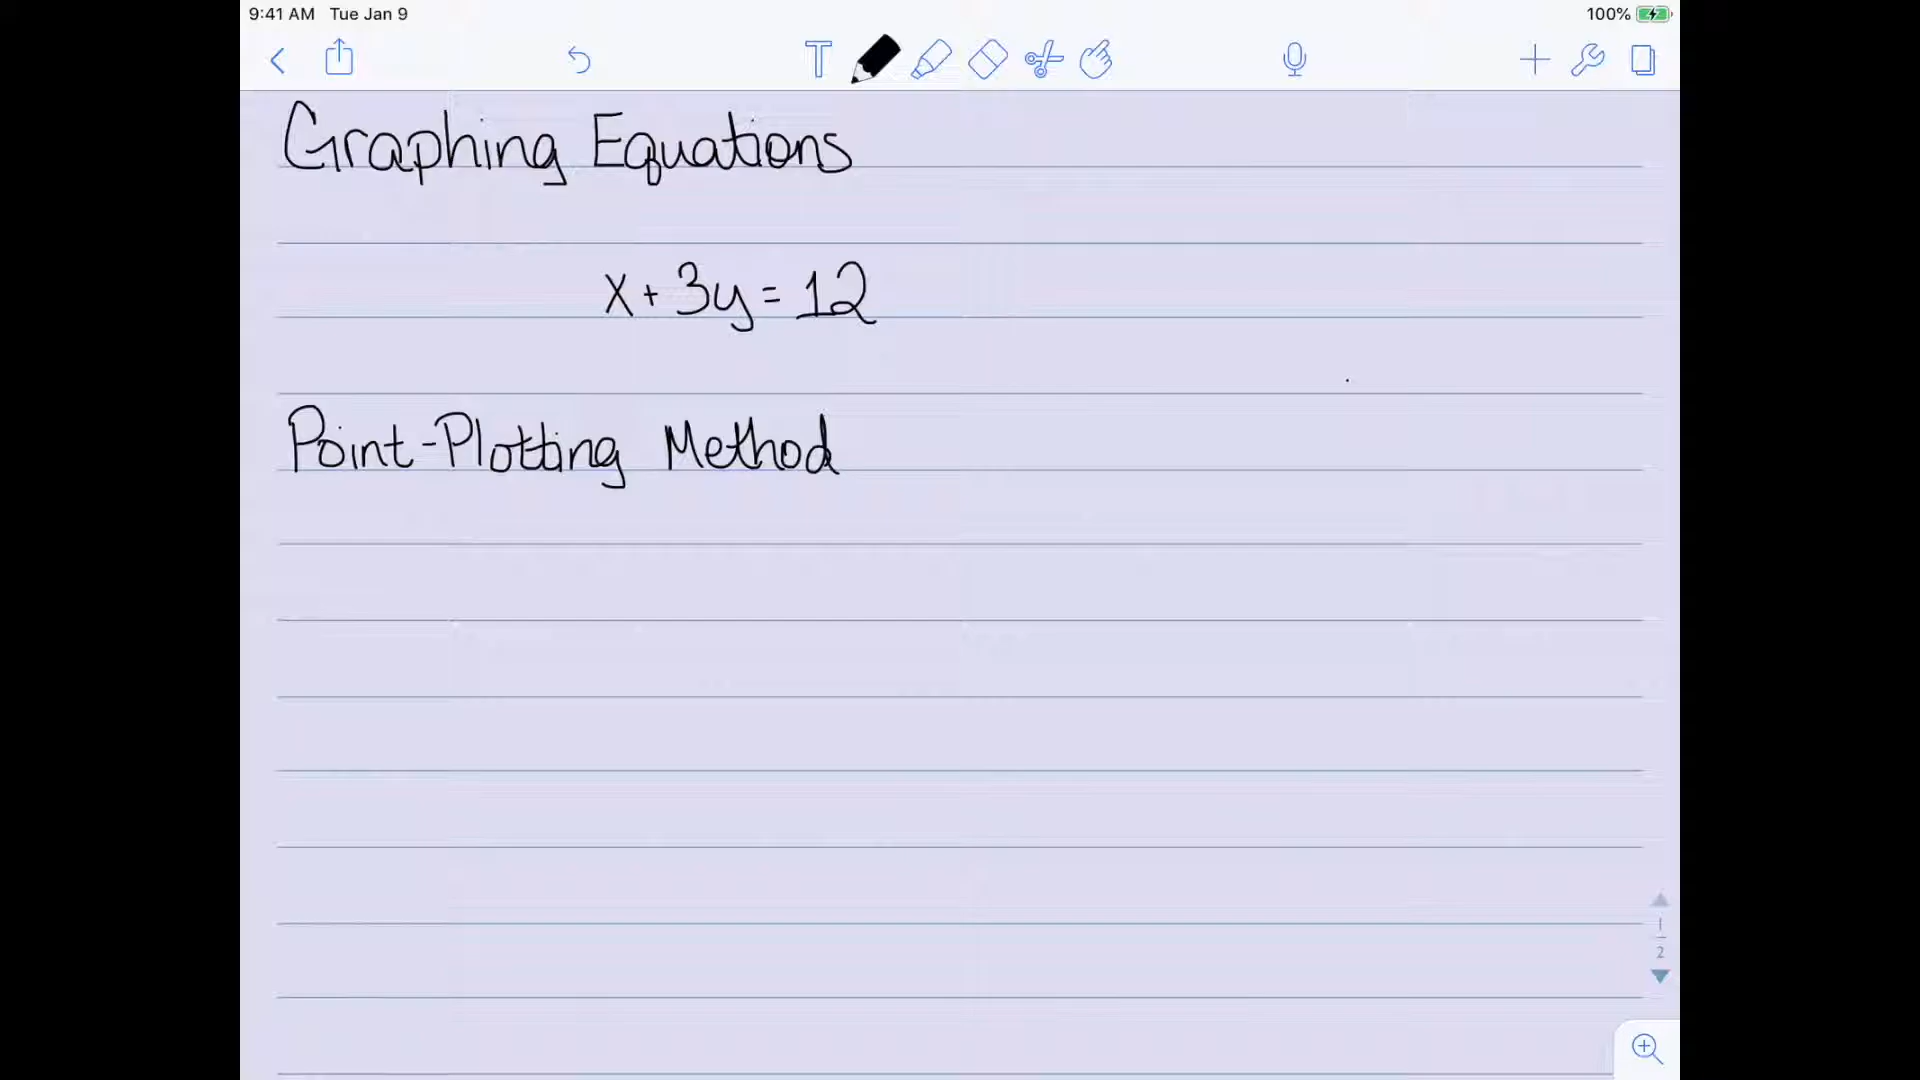 9:41 AM Tue Jan 9 100%
T
Graphing Equations
x + 3y = 12
Point-Plotting Method
1
2